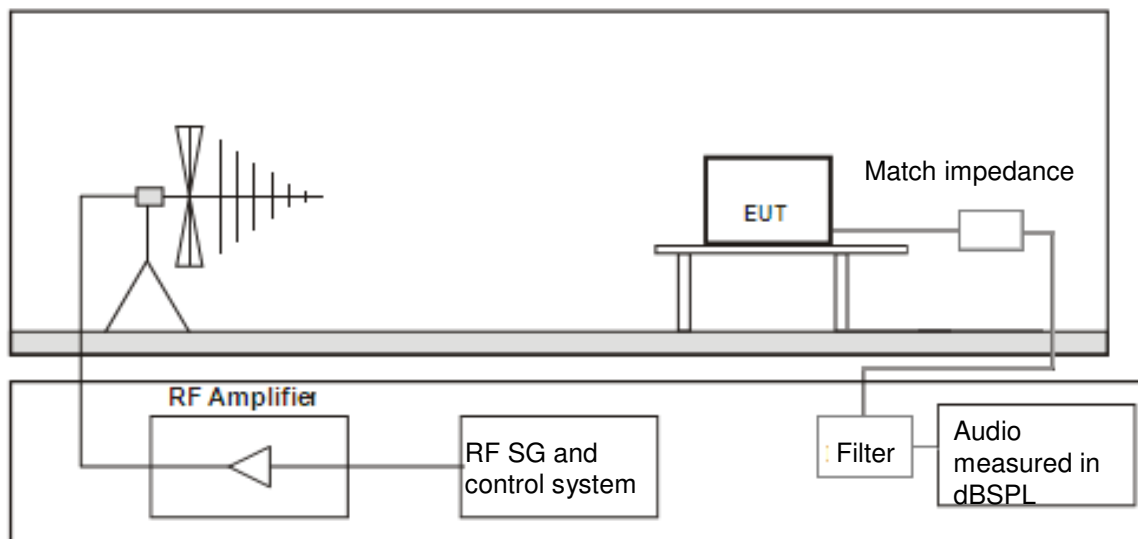 Match impedance
EUT
RF Amplifier
RF SG and
control system
: Filter
Audio
measured in
dBSPL